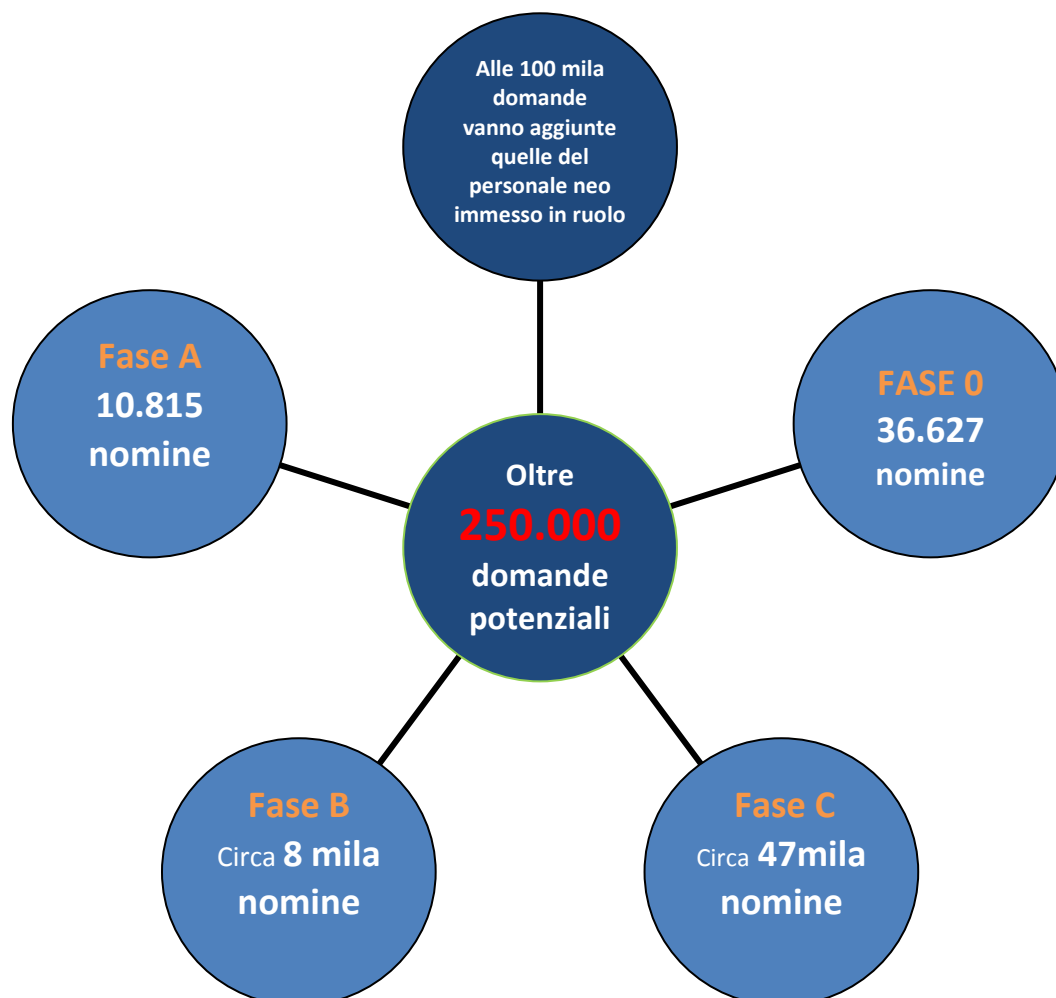 Alle 100 mila
domande
vanno aggiunte
quelle del
personale neo
immesso in ruolo
Fase A
10.815
nomine
FASE 0
36.627
nomine
Oltre
250.000
domande
potenziali
Fase B
Circa 8 mila
nomine
Fase C
Circa 47mila
nomine